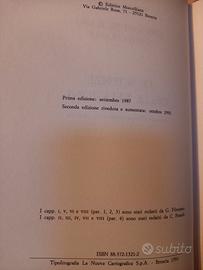 © Editrice Morcelliana
Via Gabriele Rosa, 71 - 25121 Brescia
Prima edizione: settembre 1987
Seconda edizione riveduta e aumentata: ottobre 1991
I capp. I, V, VI e VIII (par. 1, 2, 3) sono stati redatti da G. Filoramo
I capp. II, III, IV, VII e VIII (par. 4) sono stati redatti da C. Prandi
ISBN 88-372-1321-2
Tipolitografia La Nuova Cartografica S.p.A. - Brescia 1991
subito.it